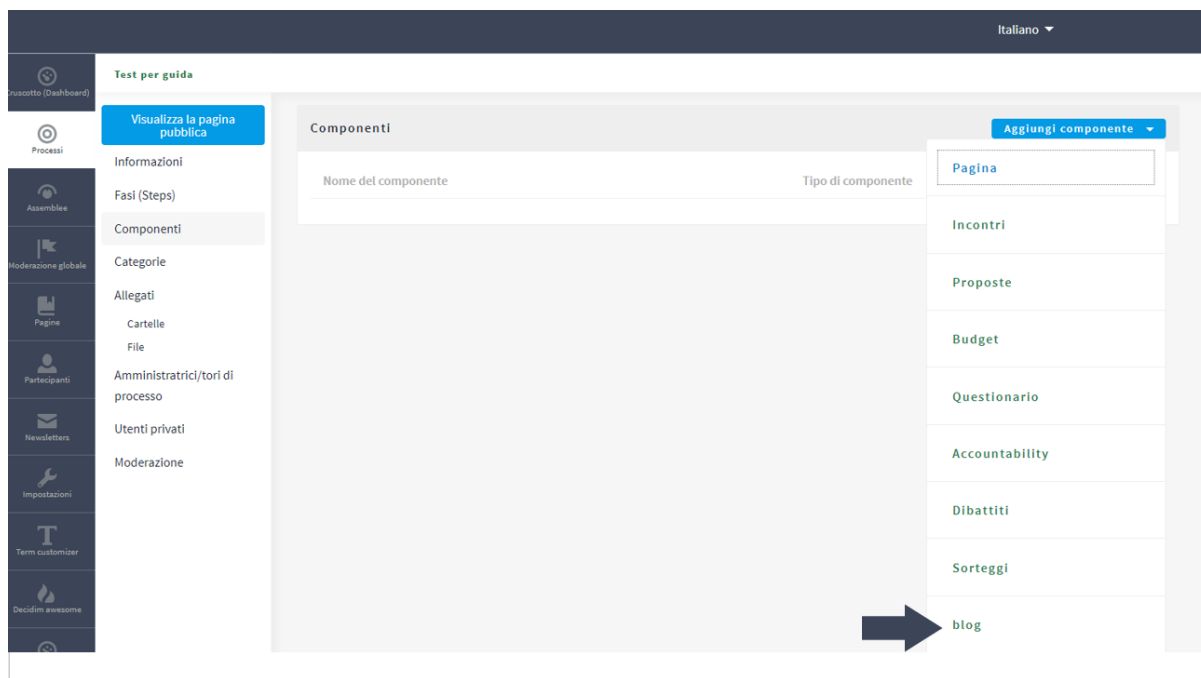 Italiano
Cruscotto (Dashboard)
Processi
Assemblee
Moderazione globale
Pagine
Partecipanti
Newsletters
Impostazioni
Term customizer
Decidim awesome
Test per guida
Visualizza la pagina
pubblica
Informazioni
Fasi (Steps)
Componenti
Categorie
Allegati
Cartelle
File
Amministratrici/tori di
processo
Utenti privati
Moderazione
Componenti
Aggiungi componente
Nome del componente
Tipo di componente
Pagina
Incontri
Proposte
Budget
Questionario
Accountability
Dibattiti
Sorteggi
blog